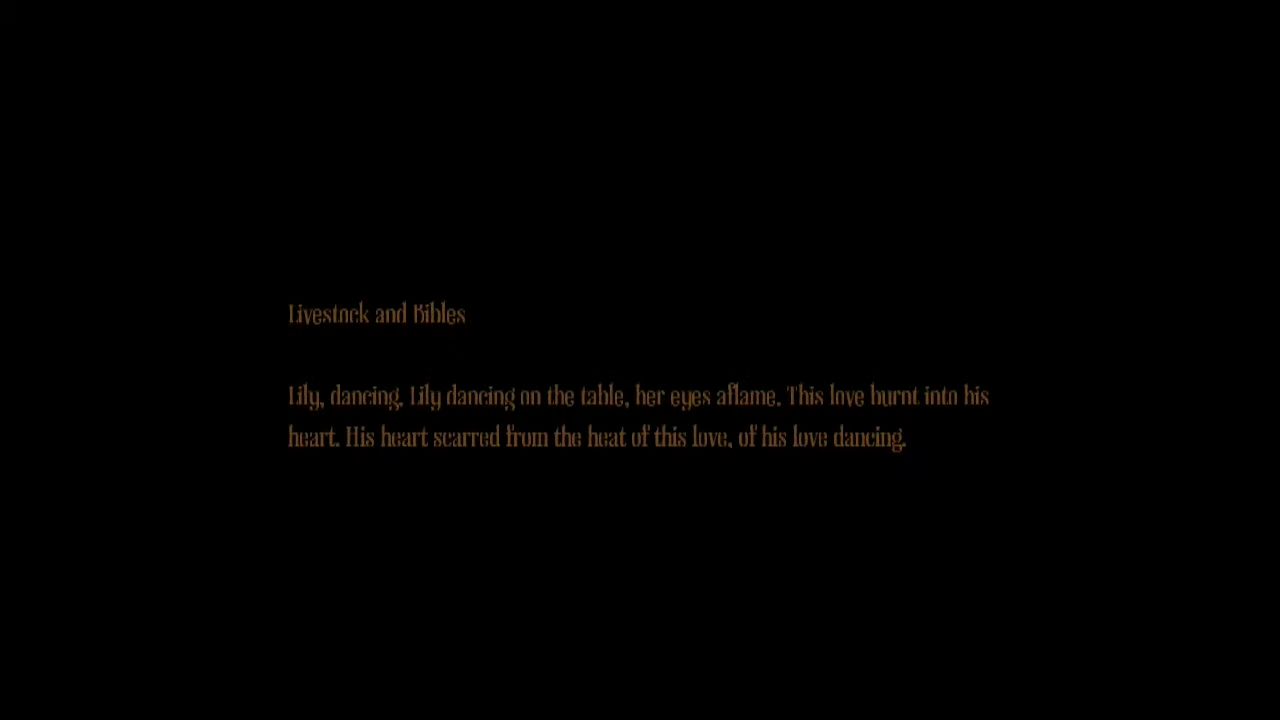 Livestock and Bibles
Lily, dancing. Lily dancing on the table, her eyes aflame. This love burnt into his
heart. His heart scarred from the heat of this love, of his love dancing.